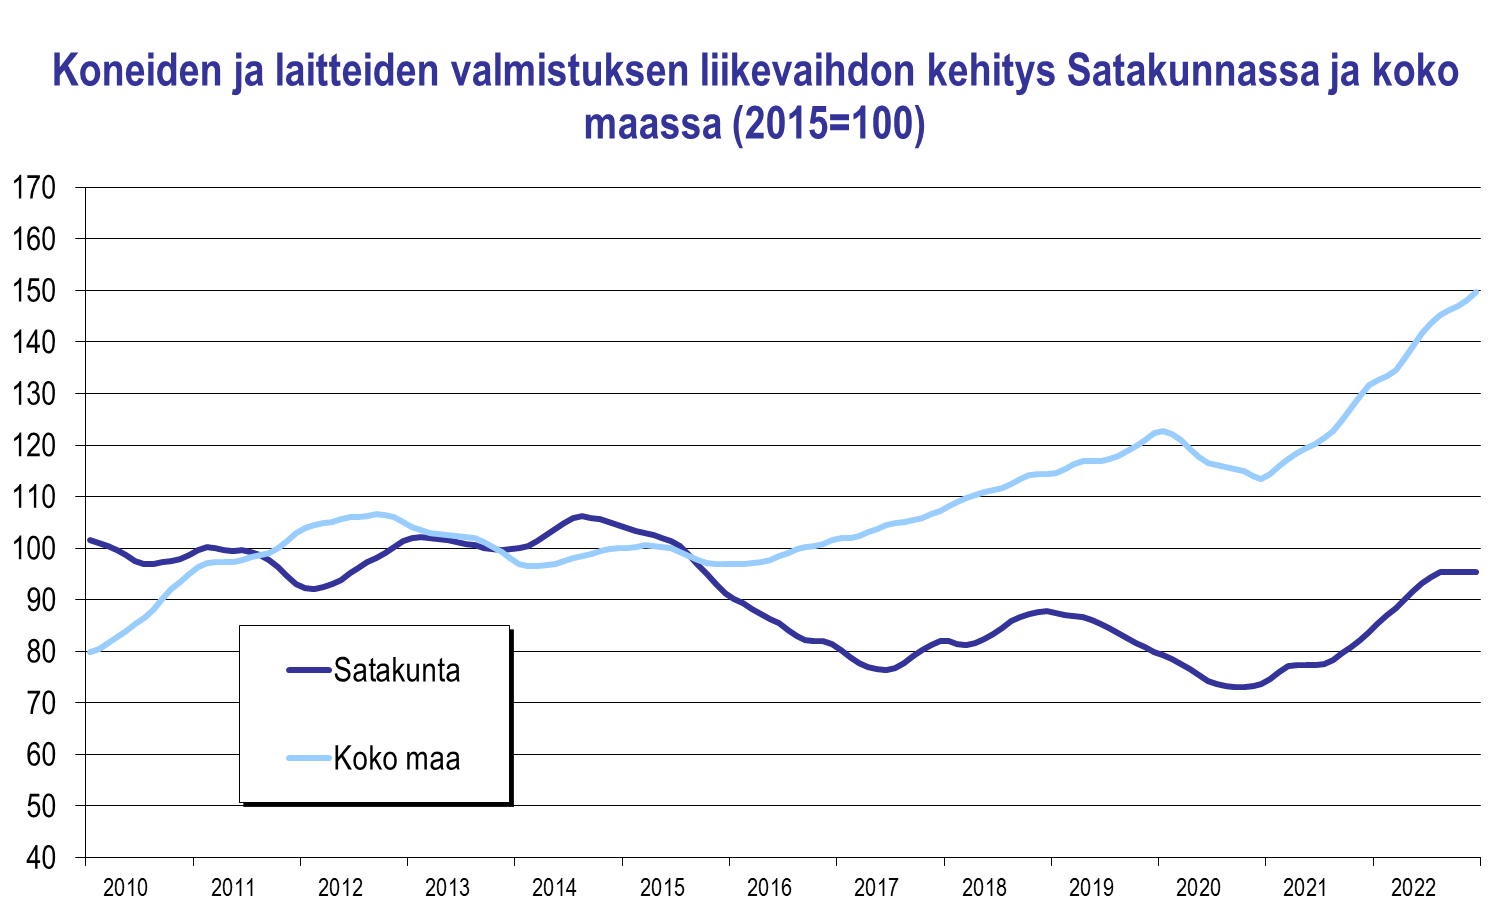 Koneiden ja laitteiden valmistuksen liikevaihdon kehitys Satakunnassa ja koko
maassa (2015=100)
170
160
150
140
130
120
110
100
90
80
70
60
50
40
Satakunta
Koko maa
2010 2011 2012 2013 2014 2015 2016 2017 2018 2019 2020 2021 2022